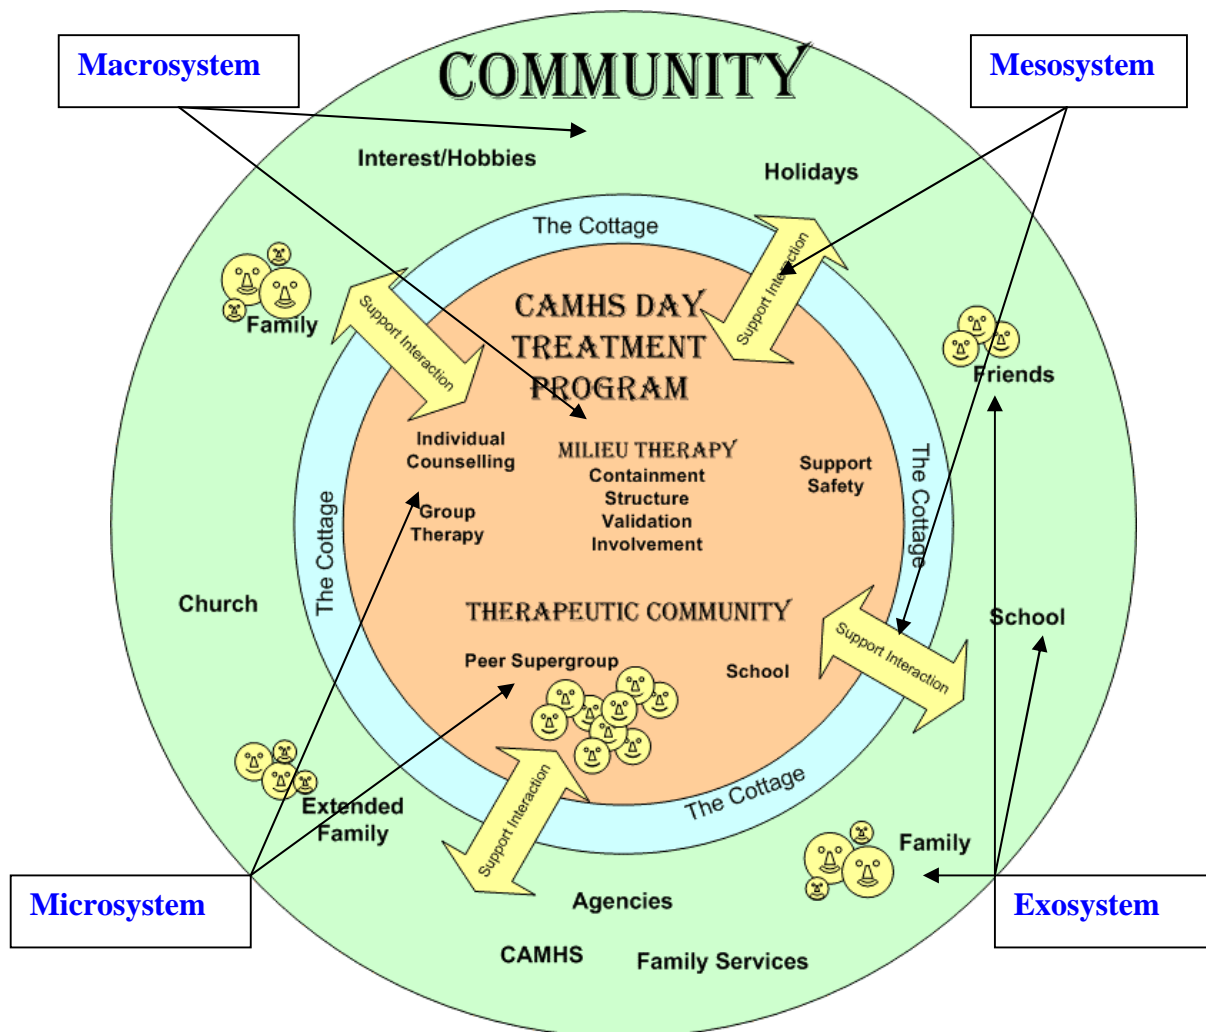 Macrosystem
Mesosystem
COMMUNITY
Interest/Hobbies
Holidays
The Cottage
Support Interaction
Support Interaction
Family
CAMHS DAY
TREATMENT
PROGRAM
Friends
Individual
Counselling
Group
Therapy
MILIEU THERAPY
Containment
Structure
Validation
Involvement
Support
Safety
The Cottage
The Cottage
Church
THERAPEUTIC COMMUNITY
School
Support Interaction
Peer Supergroup
School
Extended
Family
Support Interaction
The Cottage
Family
Microsystem
Agencies
Exosystem
CAMHS
Family Services